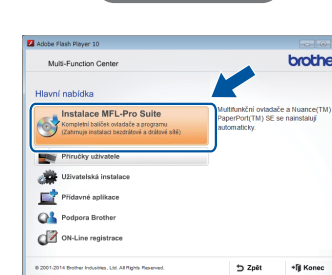 Adobe Flash Player 10
Multi-Function Center
brothe
Hlavní nabídka
Instalace MFL-Pro Suite
Kompletní balíček ovladače a programu
(Zahrnuje instalaci bezdrátové a drátové sítě)
Multifunkční ovladače a Nuance(TM)
PaperPort(TM) SE se nainstalují
automaticky.
Příručky uživatele
Uživatelská instalace
Přídavné aplikace
Podpora Brother
ON-Line registrace
© 2001-2014 Brother Industries, Ltd. All Rights Reserved.
Zpět
Konec